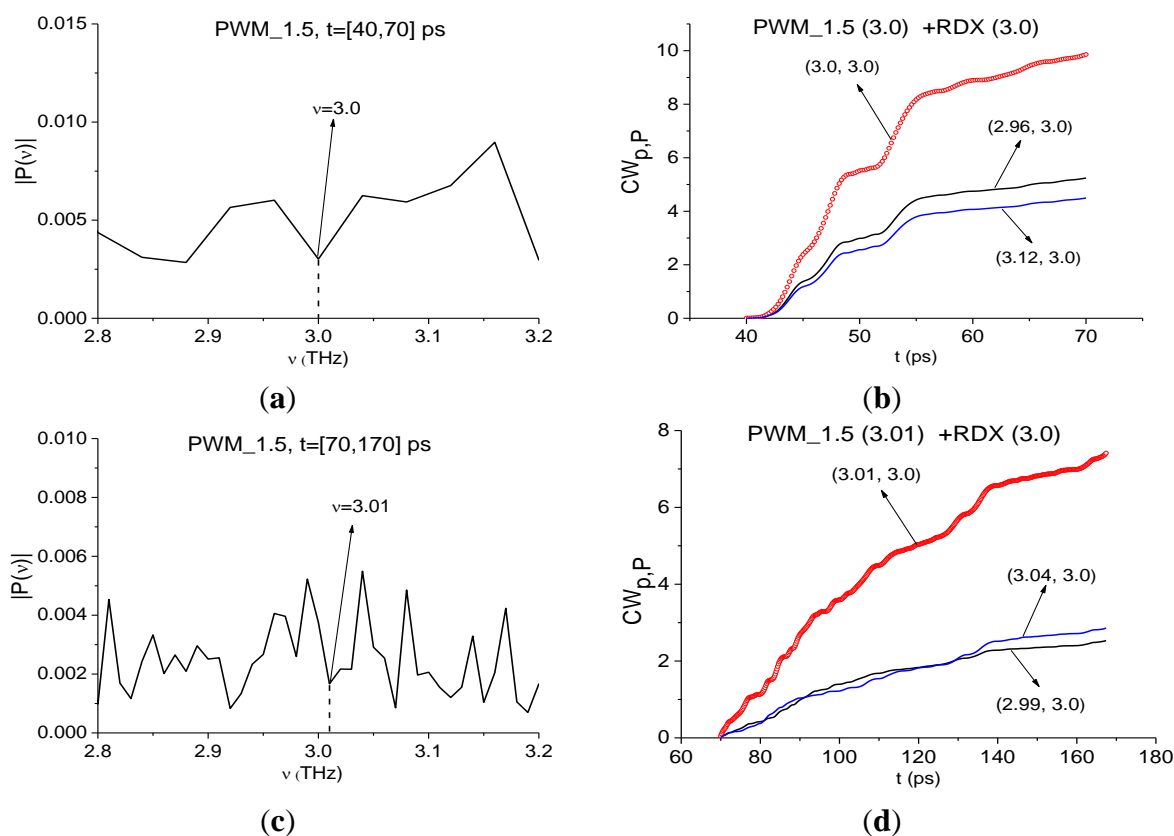 PWM_1.5, t=[40,70] ps
0.015
0.010
0.005
0.000
|P(ν)|
ν=3.0
2.8 2.9 3.0 3.1 3.2
ν (THz)
(a)
PWM_1.5 (3.0) +RDX (3.0)
10
8
6
4
2
0
CWp,P
(3.0, 3.0)
(2.96, 3.0)
(3.12, 3.0)
40 50 60 70
t (ps)
(b)
PWM_1.5, t=[70,170] ps
0.010
0.008
0.006
0.004
0.002
0.000
|P(ν)|
ν=3.01
2.8 2.9 3.0 3.1 3.2
ν (THz)
(c)
PWM_1.5 (3.01) +RDX (3.0)
8
6
4
2
0
CWp,P
(3.01, 3.0)
(3.04, 3.0)
(2.99, 3.0)
60 80 100 120 140 160 180
t (ps)
(d)